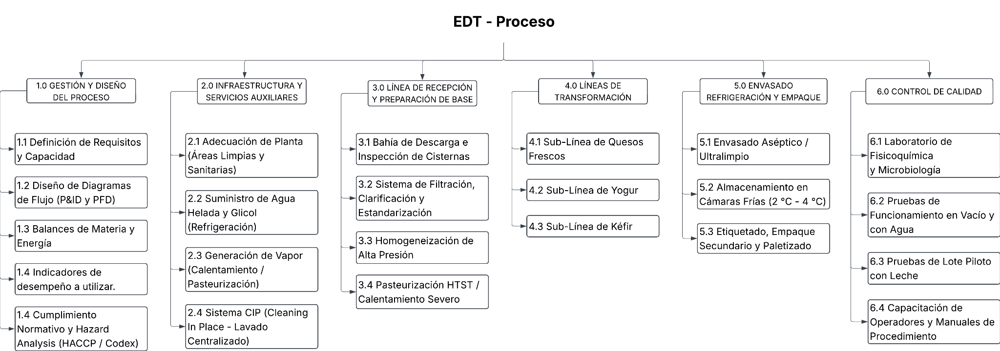 EDT - Proceso
1.0 GESTIÓN Y DISEÑO
DEL PROCESO
1.1 Definición de Requisitos
y Capacidad
1.2 Diseño de Diagramas
de Flujo (P&ID y PFD)
1.3 Balances de Materia y
Energía
1.4 Indicadores de
desempeño a utilizar.
1.4 Cumplimiento
Normativo y Hazard
Analysis (HACCP / Codex)
2.0 INFRAESTRUCTURA Y
SERVICIOS AUXILIARES
2.1 Adecuación de Planta
(Áreas Limpias y
Sanitarias)
2.2 Suministro de Agua
Helada y Glicol
(Refrigeración)
2.3 Generación de Vapor
(Calentamiento /
Pasteurización)
2.4 Sistema CIP (Cleaning
In Place - Lavado
Centralizado)
3.0 LÍNEA DE RECEPCIÓN
Y PREPARACIÓN DE BASE
3.1 Bahía de Descarga e
Inspección de Cisternas
3.2 Sistema de Filtración,
Clarificación y
Estandarización
3.3 Homogeneización de
Alta Presión
3.4 Pasteurización HTST /
Calentamiento Severo
4.0 LÍNEAS DE
TRANSFORMACIÓN
4.1 Sub-Línea de Quesos
Frescos
4.2 Sub-Línea de Yogur
4.3 Sub-Línea de Kéfir
5.0 ENVASADO
REFRIGERACIÓN Y EMPAQUE
5.1 Envasado Aséptico /
Ultralimpio
5.2 Almacenamiento en
Cámaras Frías (2 °C - 4 °C)
5.3 Etiquetado, Empaque
Secundario y Paletizado
6.0 CONTROL DE CALIDAD
6.1 Laboratorio de
Fisicoquímica
y Microbiología
6.2 Pruebas de
Funcionamiento en Vacío y
con Agua
6.3 Pruebas de Lote Piloto
con Leche
6.4 Capacitación de
Operadores y Manuales de
Procedimiento